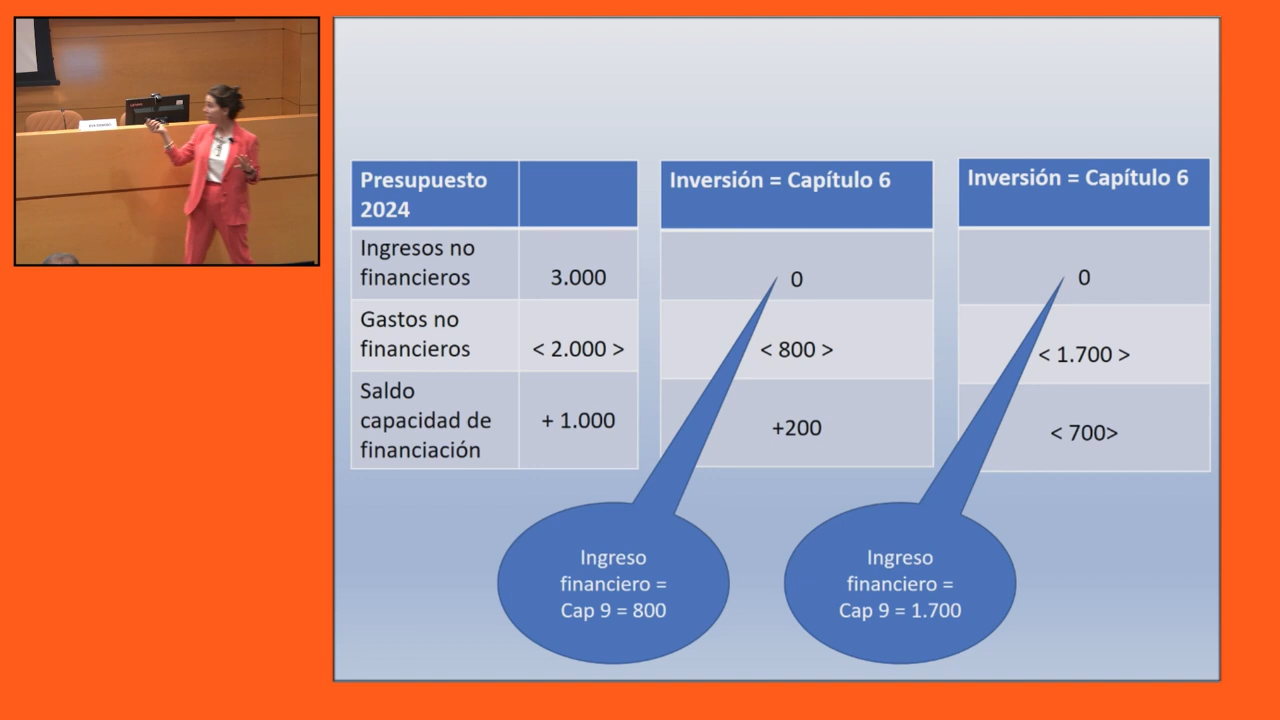 Presupuesto
2024
Ingresos no
financieros
3.000
Gastos no
financieros
< 2.000 >
Saldo
capacidad de
financiación
+ 1.000
Inversión = Capítulo 6
0
< 800 >
+200
Inversión = Capítulo 6
0
< 1.700 >
< 700>
Ingreso
financiero =
Cap 9 = 800
Ingreso
financiero =
Cap 9 = 1.700